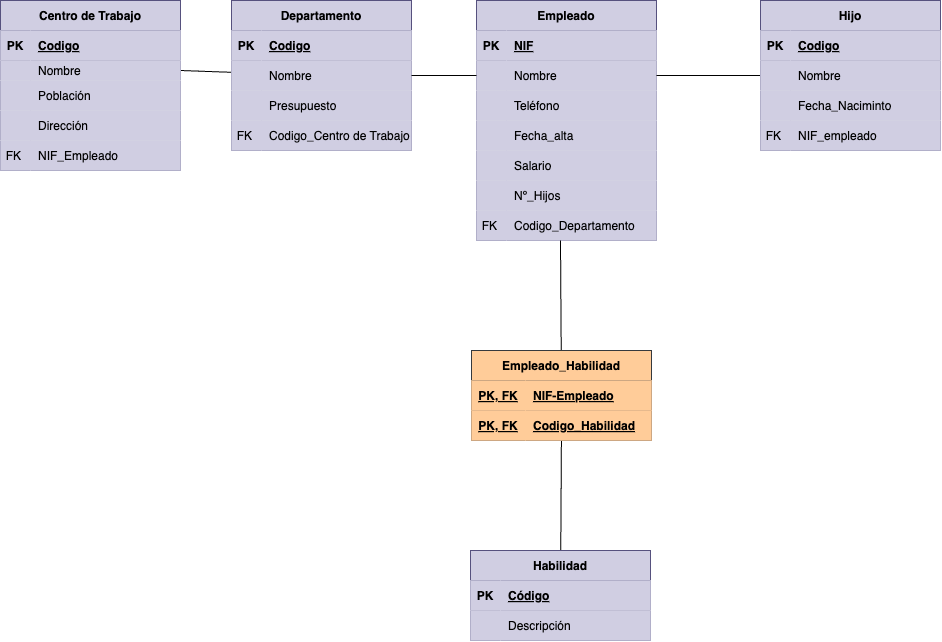 Centro de Trabajo
PK Codigo
Nombre
Población
Dirección
FK NIF_Empleado
Departamento
PK Codigo
Nombre
Presupuesto
FK Codigo_Centro de Trabajo
Empleado
PK NIF
Nombre
Teléfono
Fecha_alta
Salario
Nº_Hijos
FK Codigo_Departamento
Hijo
PK Codigo
Nombre
Fecha_Naciminto
FK NIF_empleado
Empleado_Habilidad
PK, FK NIF-Empleado
PK, FK Codigo_Habilidad
Habilidad
PK Código
Descripción